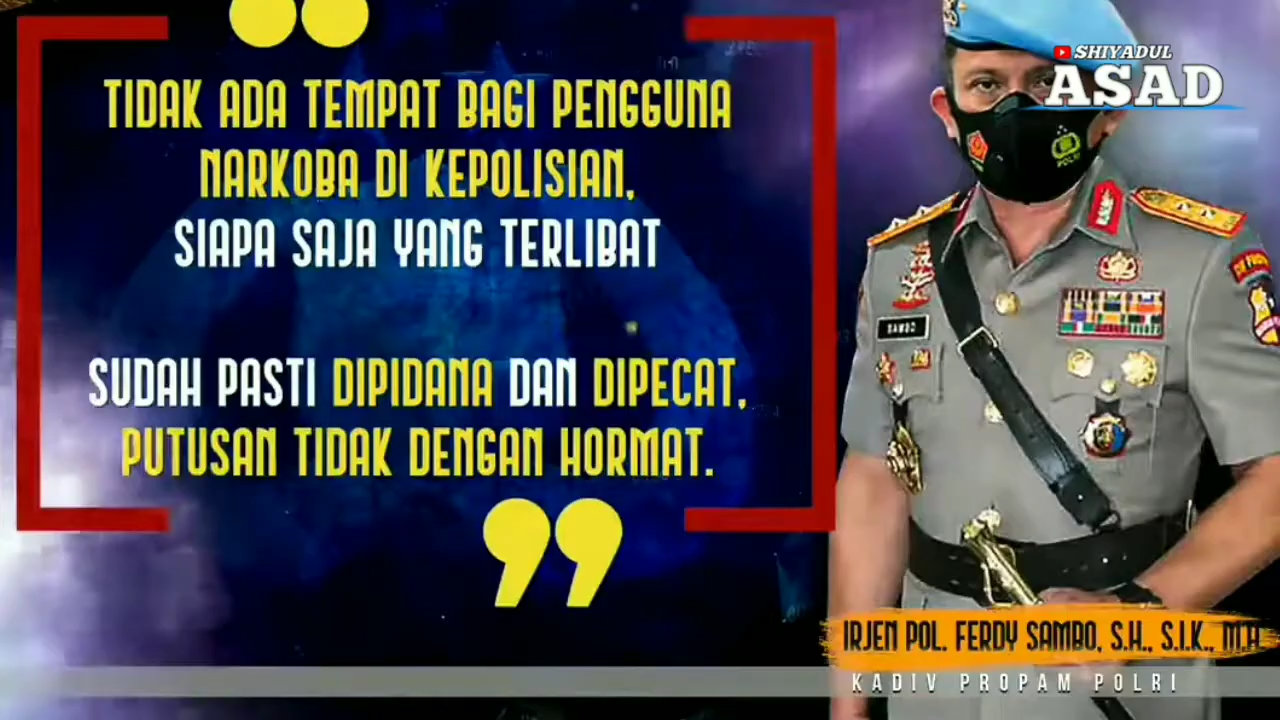 TIDAK ADA TEMPAT BAGI PENGGUNA
NARKOBA DI KEPOLISIAN,
SIAPA SAJA YANG TERLIBAT
SUDAH PASTI DIPIDANA DAN DIPECAT,
PUTUSAN TIDAK DENGAN HORMAT.
SHIYADUL
ASAD
POLRI
SAMBO
IRJEN POL. FERDY SAMBO, S.H., S.I.K., M.H
KADIV PROPAM POLRI